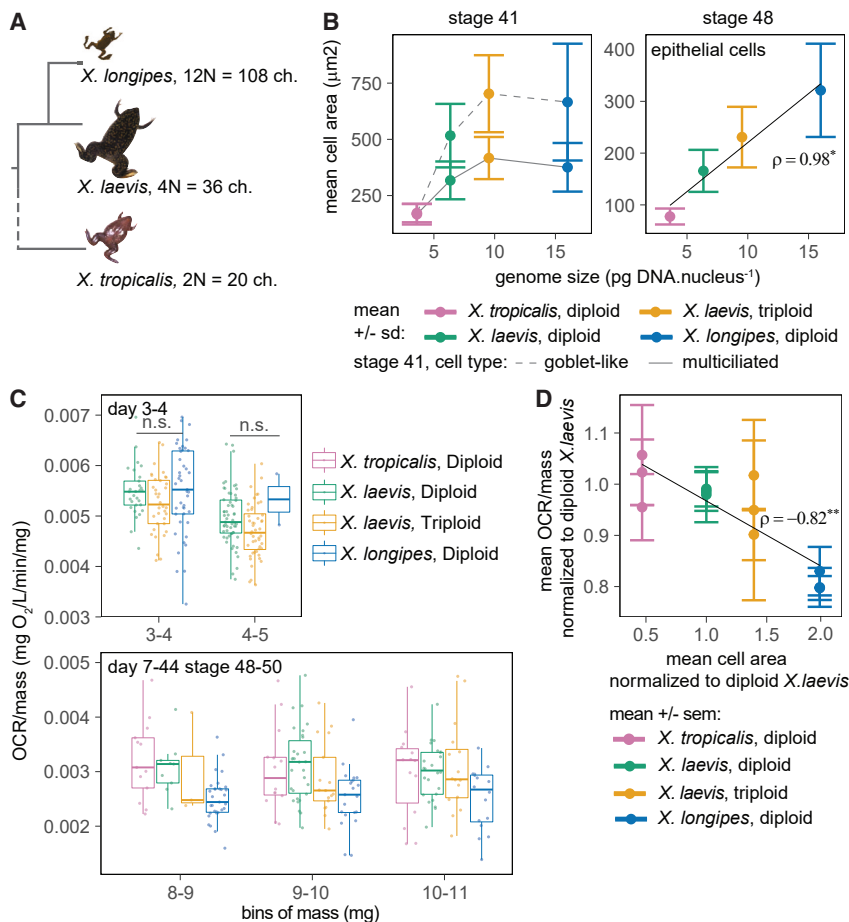 A
X. longipes, 12N = 108 ch.
X. laevis, 4N = 36 ch.
X. tropicalis, 2N = 20 ch.
B
stage 41
stage 48
mean cell area (μm2)
750
500
250
5
10
15
epithelial cells
400
300
200
100
ρ = 0.98*
5
10
15
genome size (pg DNA.nucleus⁻¹)
mean
+/- sd:
X. tropicalis, diploid
X. laevis, triploid
X. laevis, diploid
X. longipes, diploid
stage 41, cell type:
goblet-like
multiciliated
C
OCR/mass (mg O₂/L/min/mg)
day 3-4
n.s.
n.s.
0.007
0.006
0.005
0.004
0.003
3-4
4-5
X. tropicalis, Diploid
X. laevis, Diploid
X. laevis, Triploid
X. longipes, Diploid
day 7-44 stage 48-50
0.005
0.004
0.003
0.002
8-9
9-10
10-11
bins of mass (mg)
D
mean OCR/mass
normalized to diploid X.laevis
1.1
1.0
0.9
0.8
ρ = −0.82**
0.5
1.0
1.5
2.0
mean cell area
normalized to diploid X.laevis
mean +/- sem:
X. tropicalis, diploid
X. laevis, diploid
X. laevis, triploid
X. longipes, diploid